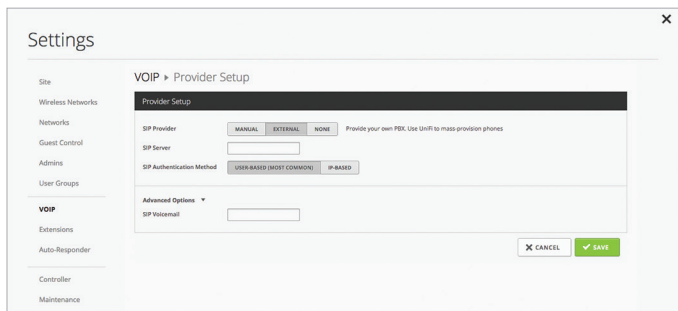 Settings
Site
Wireless Networks
Networks
Guest Control
Admins
User Groups
VOIP
Extensions
Auto-Responder
Controller
Maintenance
VOIP ▸ Provider Setup
Provider Setup
SIP Provider MANUAL EXTERNAL NONE Provide your own PBX. Use UniFi to mass-provision phones
SIP Server
SIP Authentication Method USER-BASED (MOST COMMON) IP-BASED
Advanced Options ▼
SIP Voicemail
CANCEL SAVE